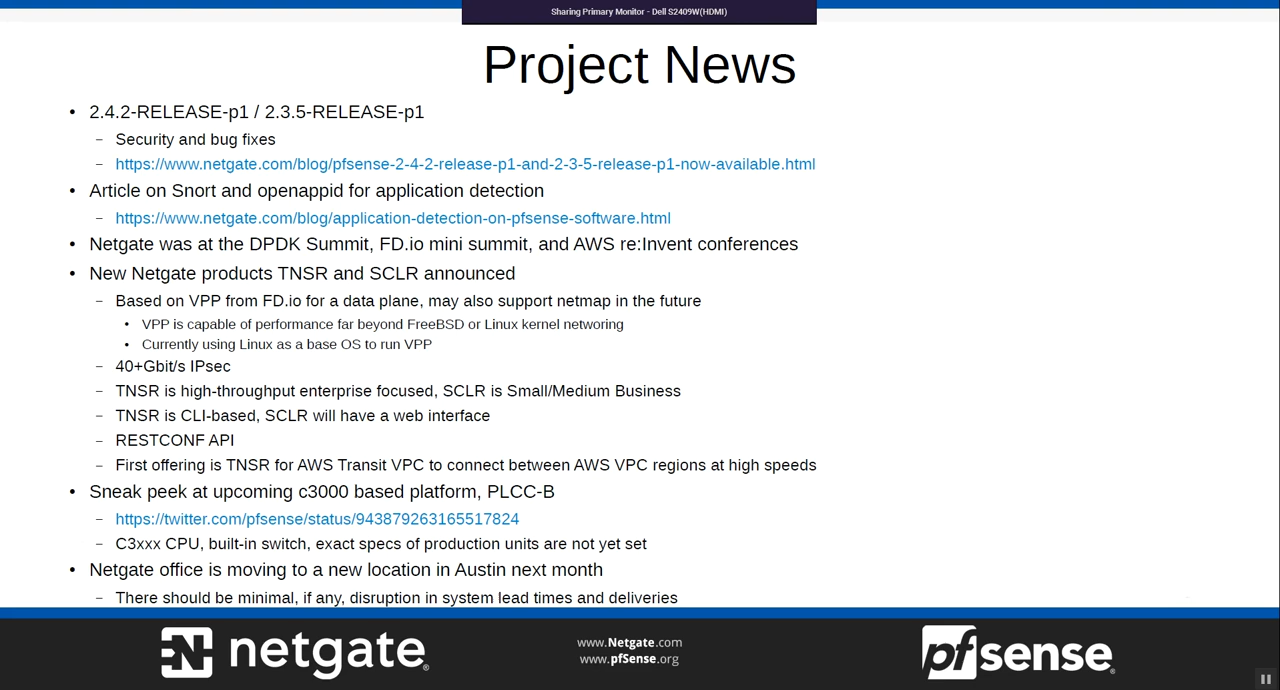 Sharing Primary Monitor - Dell S2409W(HDMI)
Project News
• 2.4.2-RELEASE-p1 / 2.3.5-RELEASE-p1
– Security and bug fixes
– https://www.netgate.com/blog/pfsense-2-4-2-release-p1-and-2-3-5-release-p1-now-available.html
• Article on Snort and openappid for application detection
– https://www.netgate.com/blog/application-detection-on-pfsense-software.html
• Netgate was at the DPDK Summit, FD.io mini summit, and AWS re:Invent conferences
• New Netgate products TNSR and SCLR announced
– Based on VPP from FD.io for a data plane, may also support netmap in the future
• VPP is capable of performance far beyond FreeBSD or Linux kernel networing
• Currently using Linux as a base OS to run VPP
– 40+Gbit/s IPsec
– TNSR is high-throughput enterprise focused, SCLR is Small/Medium Business
– TNSR is CLI-based, SCLR will have a web interface
– RESTCONF API
– First offering is TNSR for AWS Transit VPC to connect between AWS VPC regions at high speeds
• Sneak peek at upcoming c3000 based platform, PLCC-B
– https://twitter.com/pfsense/status/943879263165517824
– C3xxx CPU, built-in switch, exact specs of production units are not yet set
• Netgate office is moving to a new location in Austin next month
– There should be minimal, if any, disruption in system lead times and deliveries
N netgate®
www.Netgate.com
www.pfSense.org
pfsense®